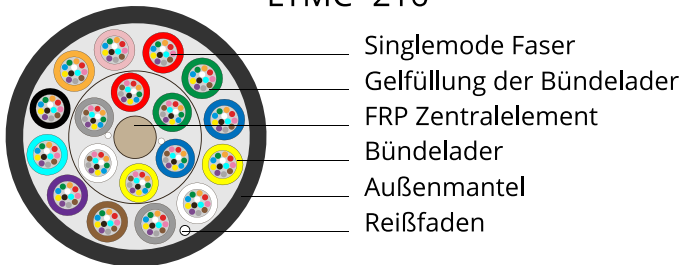 Singlemode Faser
Gelfüllung der Bündelader
FRP Zentralelement
Bündelader
Außenmantel
Reißfaden